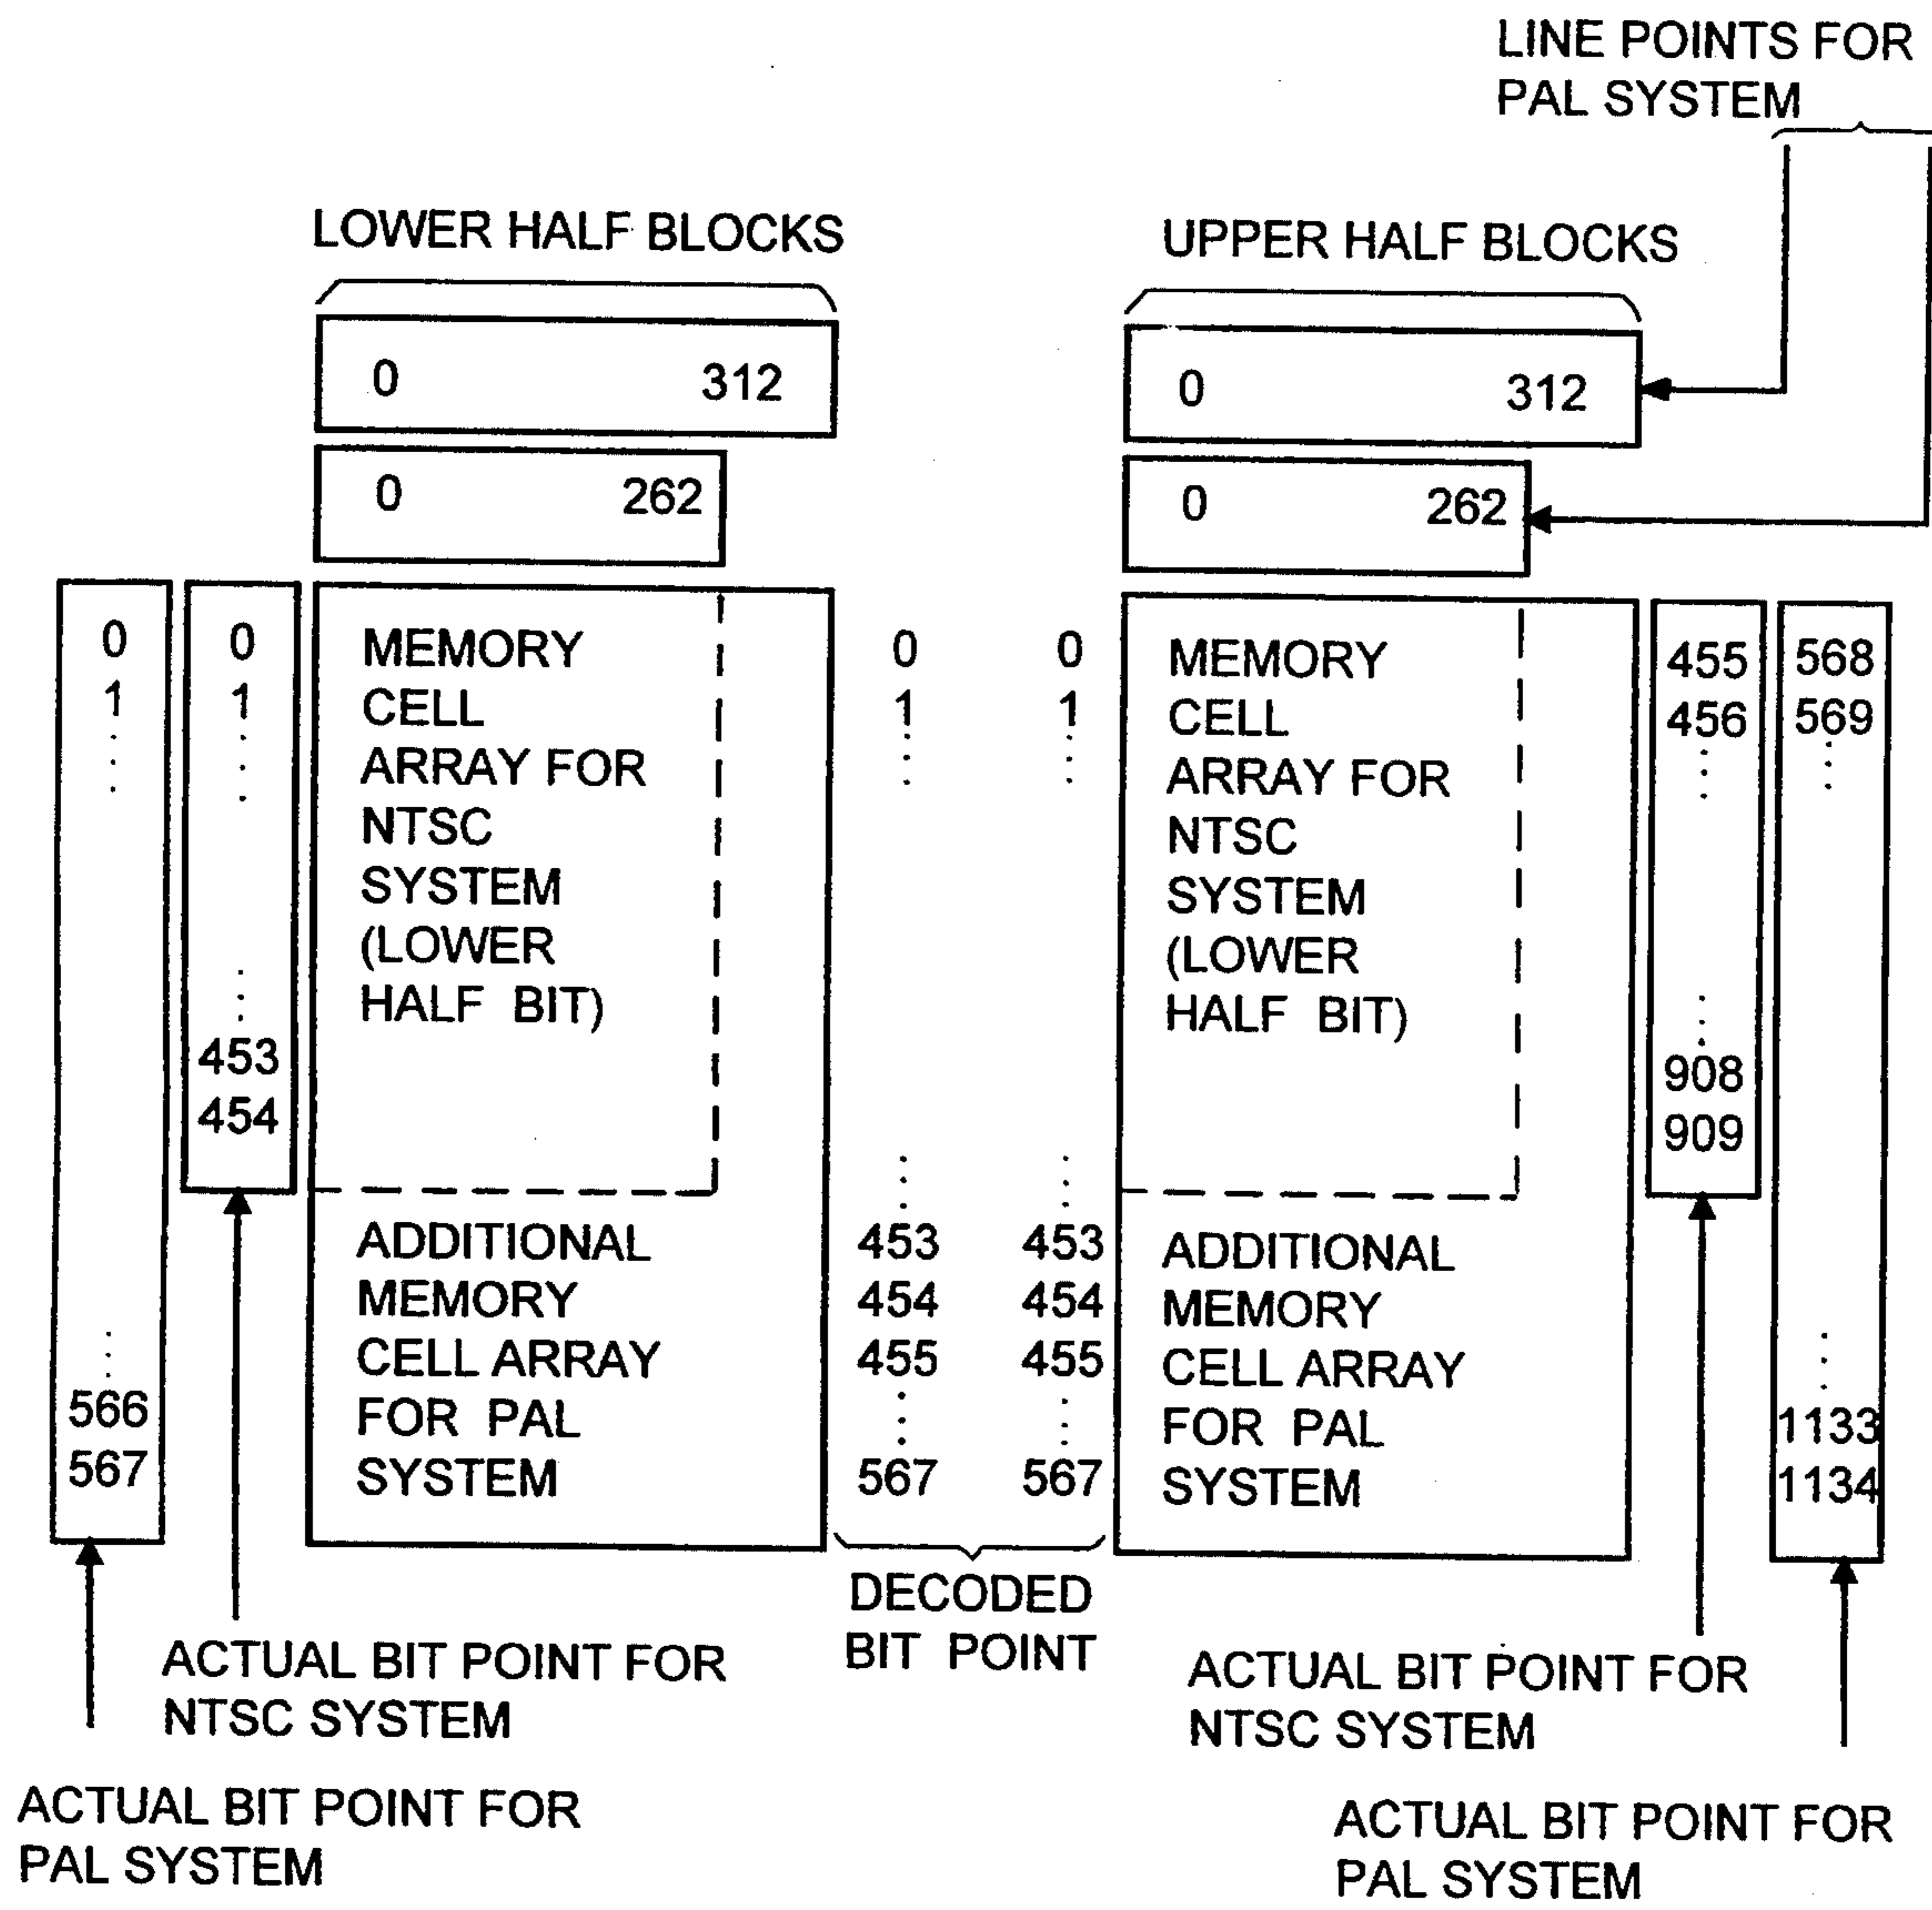 LINE POINTS FOR
PAL SYSTEM
LOWER HALF BLOCKS
UPPER HALF BLOCKS
0 312
0 312
0 262
0 262
0
1
566
567
0
1
453
454
MEMORY
CELL
ARRAY FOR
NTSC
SYSTEM
(LOWER
HALF BIT)
ADDITIONAL
MEMORY
CELL ARRAY
FOR PAL
SYSTEM
0 0
1 1
453 453
454 454
455 455
567 567
MEMORY
CELL
ARRAY FOR
NTSC
SYSTEM
(LOWER
HALF BIT)
ADDITIONAL
MEMORY
CELL ARRAY
FOR PAL
SYSTEM
455
456
908
909
568
569
1133
1134
DECODED
BIT POINT
ACTUAL BIT POINT FOR
NTSC SYSTEM
ACTUAL BIT POINT FOR
NTSC SYSTEM
ACTUAL BIT POINT FOR
PAL SYSTEM
ACTUAL BIT POINT FOR
PAL SYSTEM